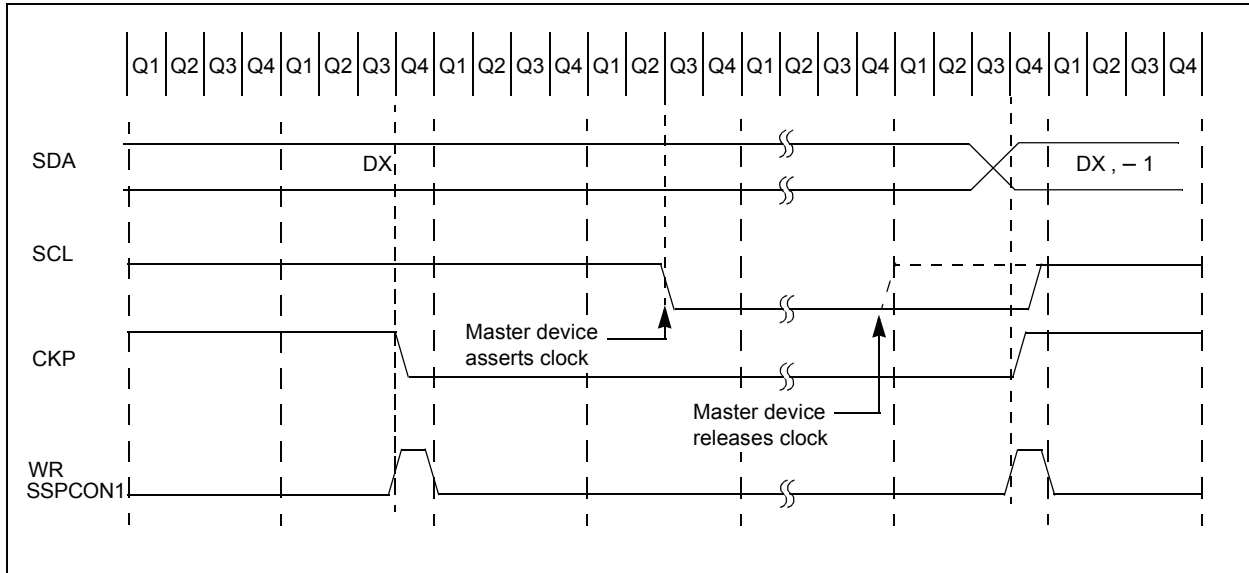 Q1 Q2 Q3 Q4 Q1 Q2 Q3 Q4 Q1 Q2 Q3 Q4 Q1 Q2 Q3 Q4 Q1 Q2 Q3 Q4 Q1 Q2 Q3 Q4 Q1 Q2 Q3 Q4
SDA
DX
DX , – 1
SCL
Master device
asserts clock
CKP
Master device
releases clock
WR
SSPCON1